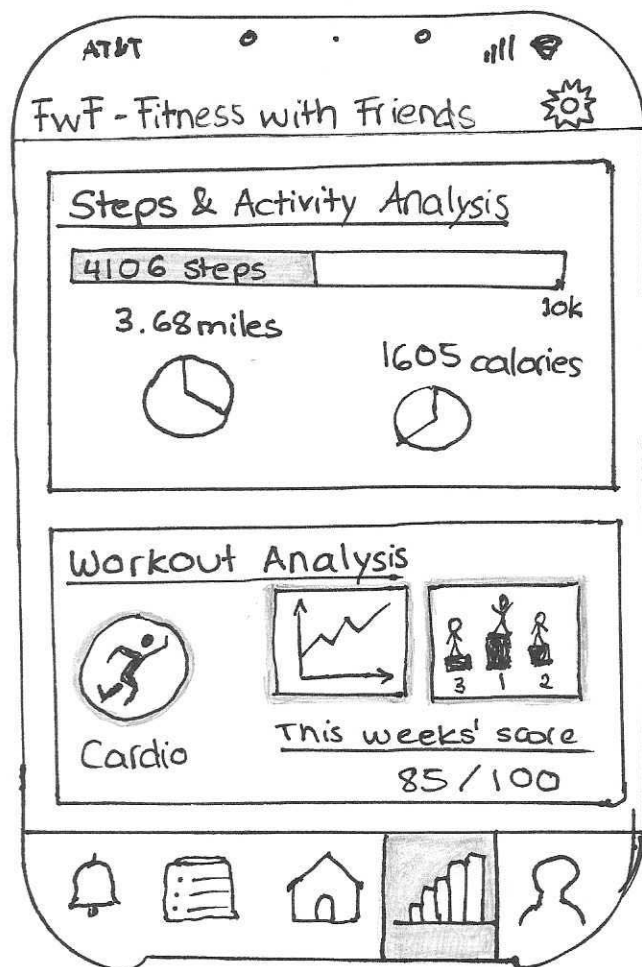 AT&T
FwF - Fitness with Friends
Steps & Activity Analysis
4106 steps
10k
3.68 miles
1605 calories
Workout Analysis
3 1 2
Cardio
This weeks' score
85/100